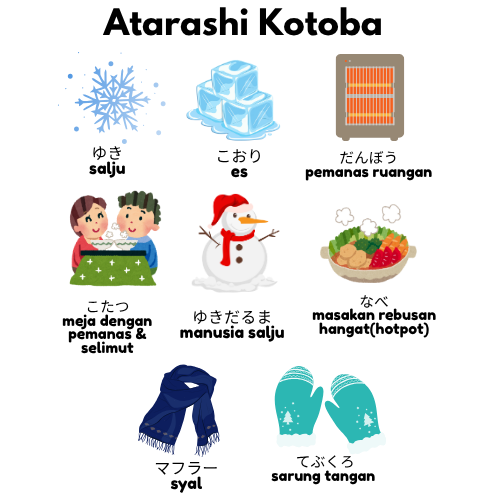 Atarashi Kotoba
ゆき
salju
こおり
es
だんぼう
pemanas ruangan
こたつ
meja dengan
pemanas &
selimut
ゆきだるま
manusia salju
なべ
masakan rebusan
hangat(hotpot)
マフラー
syal
てぶくろ
sarung tangan